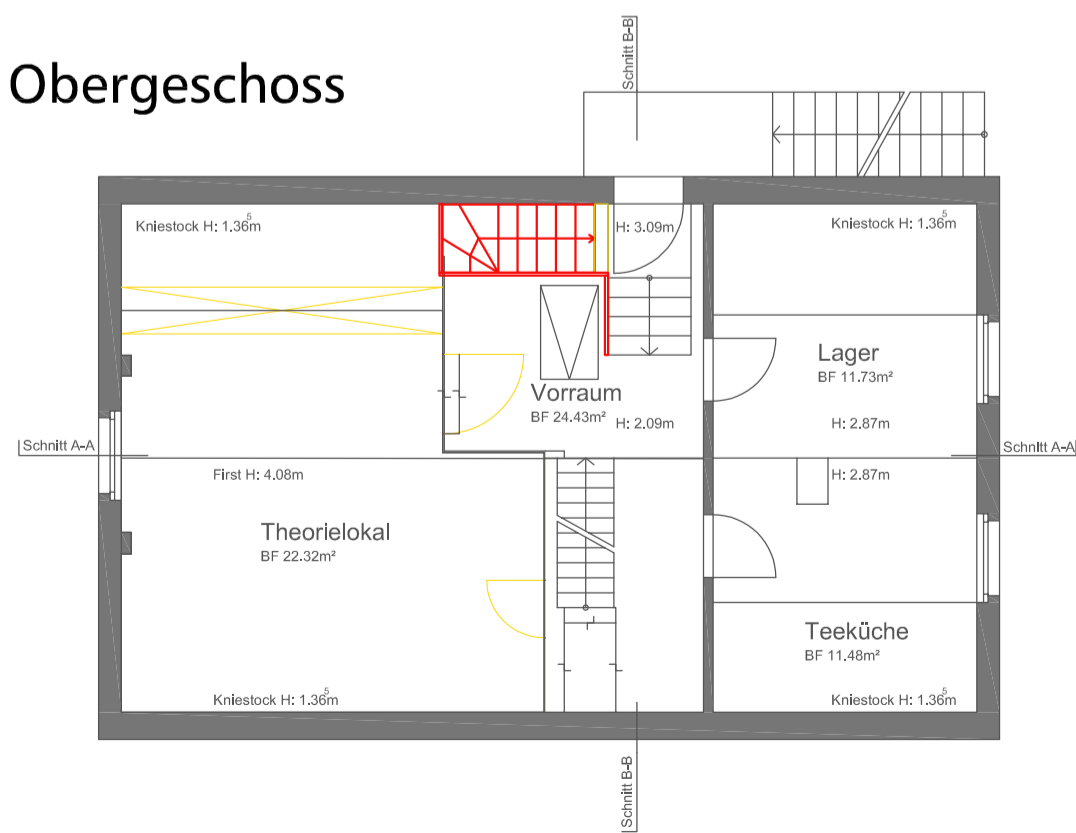 Obergeschoss
Schnitt B-B
Kniestock H: 1.36⁵m
H: 3.09m
Kniestock H: 1.36⁵m
Lager
BF 11.73m²
Vorraum
BF 24.43m²
H: 2.09m
H: 2.87m
Schnitt A-A
Schnitt A-A
First H: 4.08m
H: 2.87m
Theorielokal
BF 22.32m²
Teeküche
BF 11.48m²
Kniestock H: 1.36⁵m
Kniestock H: 1.36⁵m
Schnitt B-B